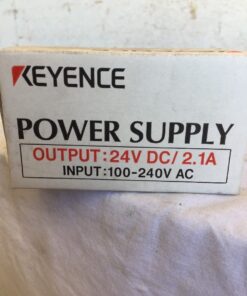 KEYENCE
POWER SUPPLY
OUTPUT: 24V DC/ 2.1A
INPUT: 100-240V AC